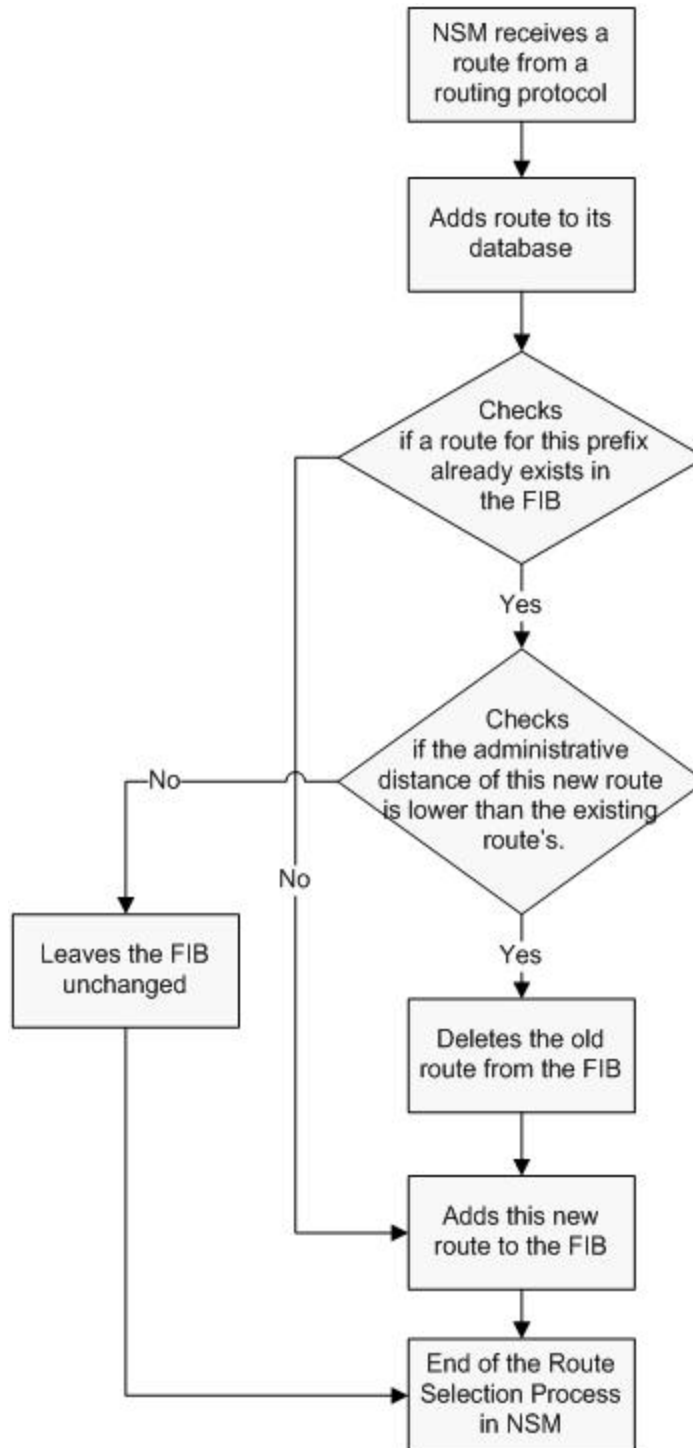 NSM receives a
route from a
routing protocol
Adds route to its
database
Checks
if a route for this prefix
already exists in
the FIB
Yes
Checks
if the administrative
distance of this new route
is lower than the existing
route's.
No
No
Yes
Leaves the FIB
unchanged
Deletes the old
route from the FIB
Adds this new
route to the FIB
End of the Route
Selection Process
in NSM